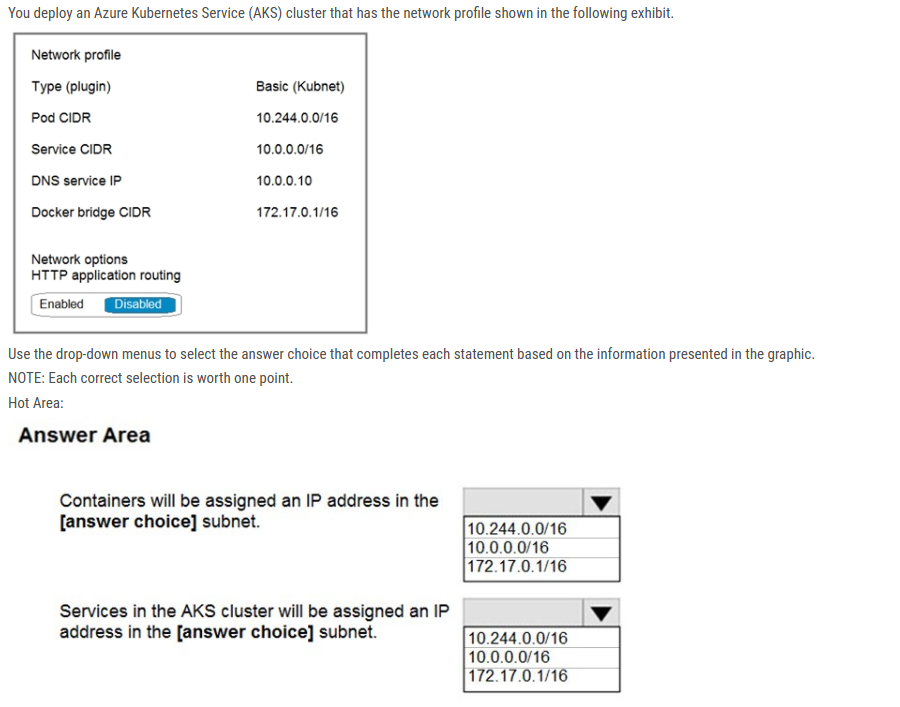 You deploy an Azure Kubernetes Service (AKS) cluster that has the network profile shown in the following exhibit.
Network profile
Type (plugin) Basic (Kubnet)
Pod CIDR 10.244.0.0/16
Service CIDR 10.0.0.0/16
DNS service IP 10.0.0.10
Docker bridge CIDR 172.17.0.1/16
Network options
HTTP application routing
Enabled Disabled
Use the drop-down menus to select the answer choice that completes each statement based on the information presented in the graphic.
NOTE: Each correct selection is worth one point.
Hot Area:
Answer Area
Containers will be assigned an IP address in the
[answer choice] subnet.
10.244.0.0/16
10.0.0.0/16
172.17.0.1/16
Services in the AKS cluster will be assigned an IP
address in the [answer choice] subnet.
10.244.0.0/16
10.0.0.0/16
172.17.0.1/16